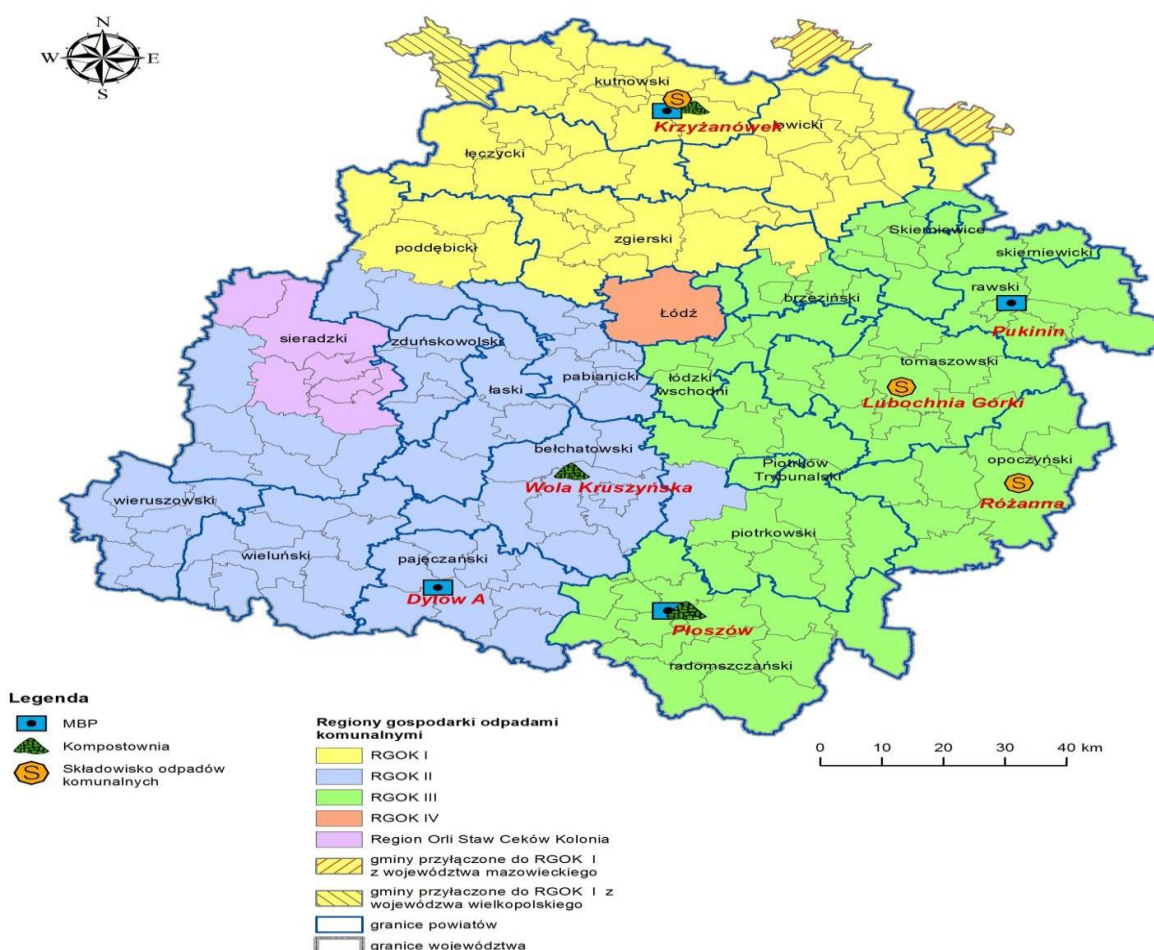 N
W E
S
kutnowski
S
Krzyżanówek
łowicki
łęczycki
poddębicki
zgierski
Skierniewice
skierniewicki
brzeziński
rawski
Łódź
Pukinin
sieradzki
zduńskowolski
łaski
pabianicki
łódzki
wschodni
tomaszowski
S
Lubochnia Górki
bełchatowski
Wola Kruszyńska
Piotrków
Trybunalski
opoczyński
S
Różanna
wieruszowski
wieluński
pajęczański
Dylów A
piotrkowski
Płoszów
radomszczański
Legenda
MBP
Kompostownia
S
Składowisko odpadów
komunalnych
Regiony gospodarki odpadami
komunalnymi
RGOK I
RGOK II
RGOK III
RGOK IV
Region Orli Staw Ceków Kolonia
gminy przyłączone do RGOK I
z województwa mazowieckiego
gminy przyłaczone do RGOK I z
wojewódzwa wielkopolskiego
granice powiatów
granice województwa
0 10 20 30 40 km